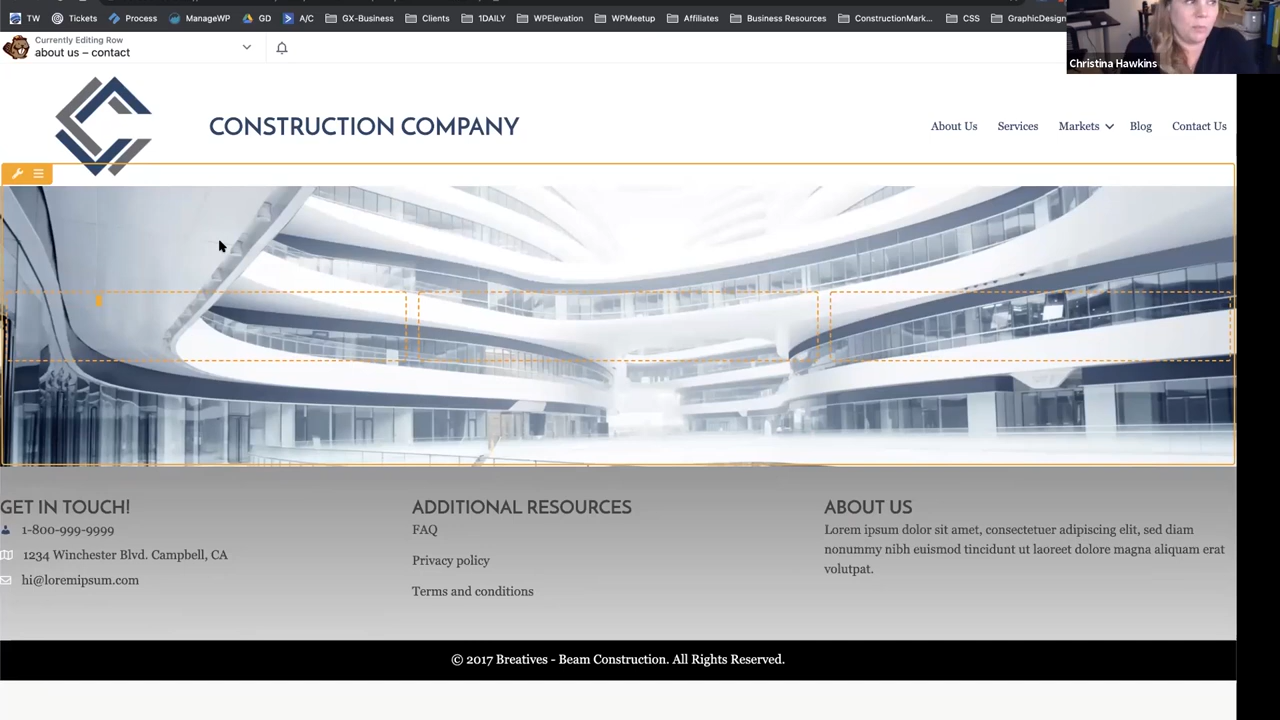 TW Tickets Process ManageWP GD A/C GX-Business Clients 1DAILY WPElevation WPMeetup Affiliates Business Resources ConstructionMark... CSS GraphicDesign
Currently Editing Row
about us – contact
Christina Hawkins
CONSTRUCTION COMPANY
About Us Services Markets Blog Contact Us
GET IN TOUCH! ADDITIONAL RESOURCES ABOUT US
1-800-999-9999 FAQ Lorem ipsum dolor sit amet, consectetuer adipiscing elit, sed diam
1234 Winchester Blvd. Campbell, CA Privacy policy nonummy nibh euismod tincidunt ut laoreet dolore magna aliquam erat
volutpat.
hi@loremipsum.com Terms and conditions
© 2017 Breatives - Beam Construction. All Rights Reserved.